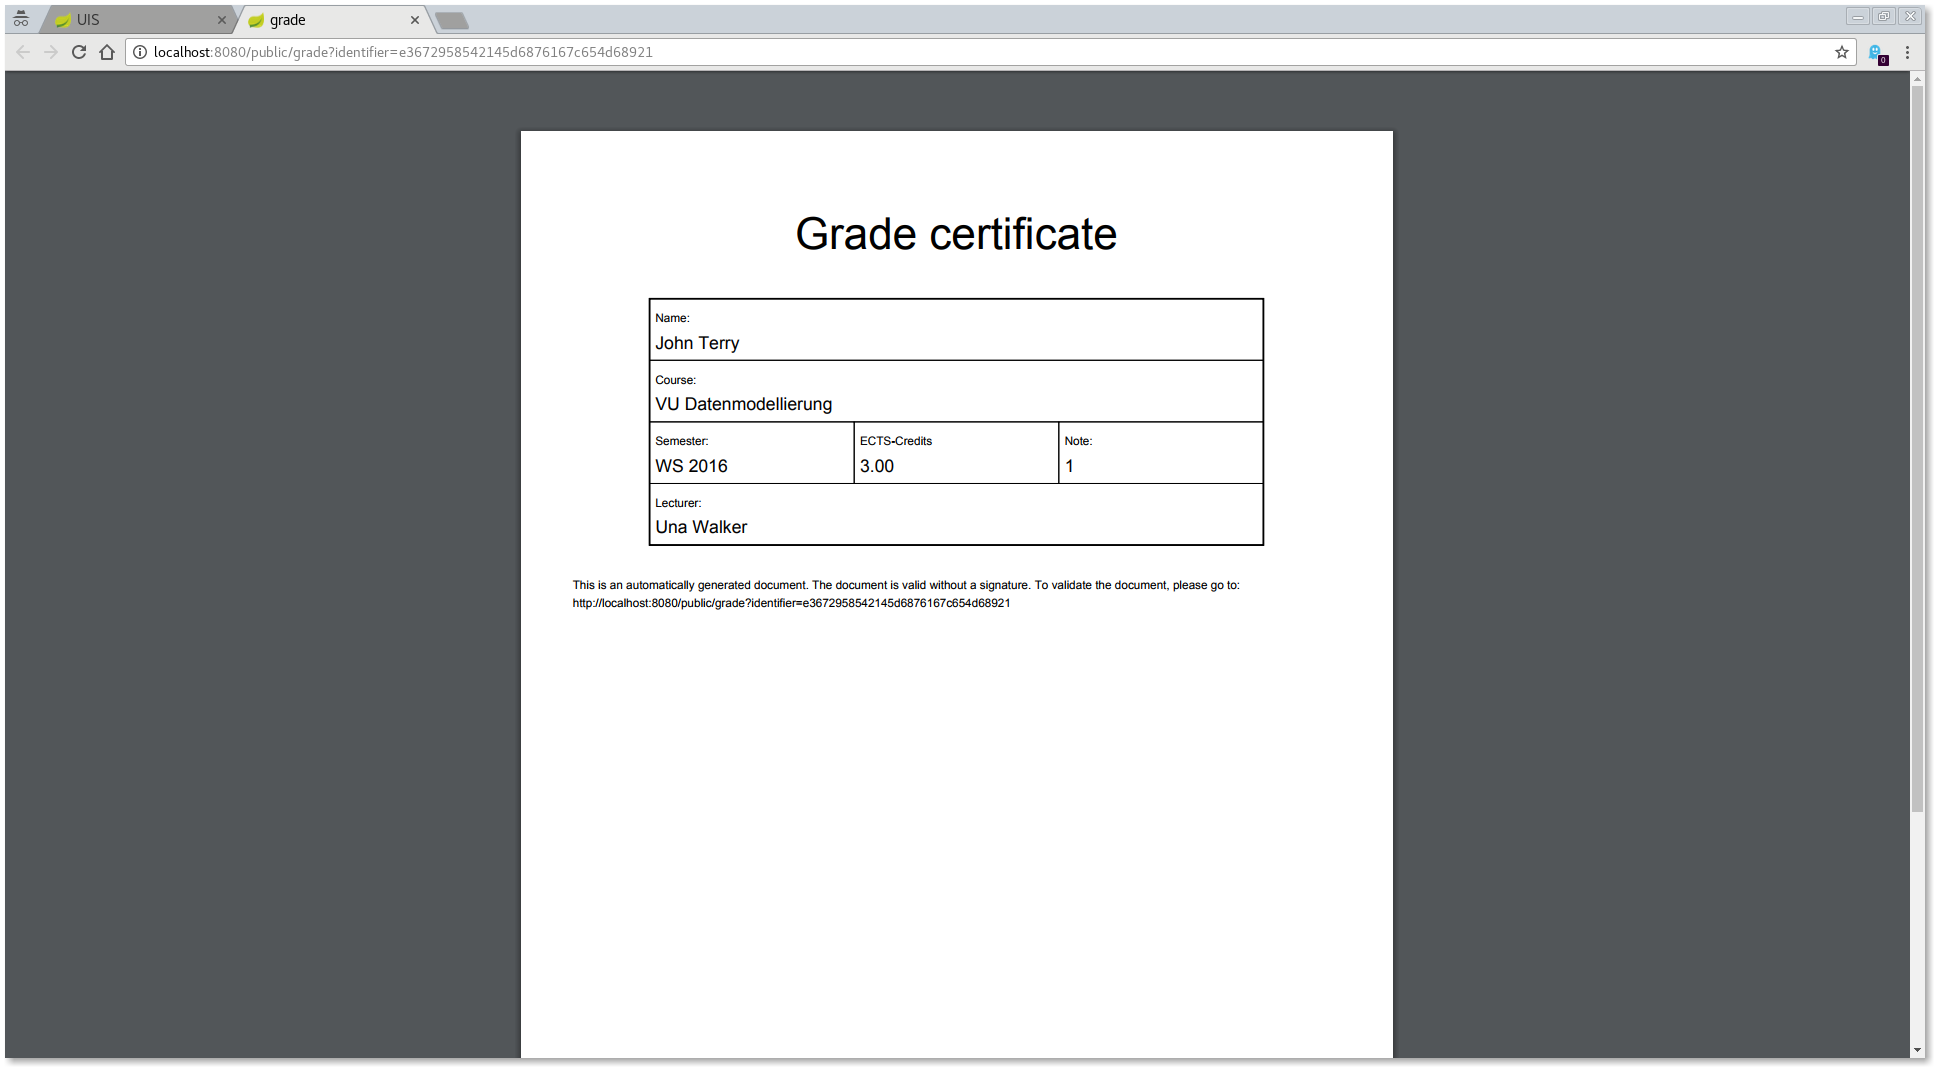 UIS
grade
localhost:8080/public/grade?identifier=e3672958542145d6876167c654d68921
0
Grade certificate
Name:
John Terry
Course:
VU Datenmodellierung
Semester:
ECTS-Credits
Note:
WS 2016
3.00
1
Lecturer:
Una Walker
This is an automatically generated document. The document is valid without a signature. To validate the document, please go to:
http://localhost:8080/public/grade?identifier=e3672958542145d6876167c654d68921